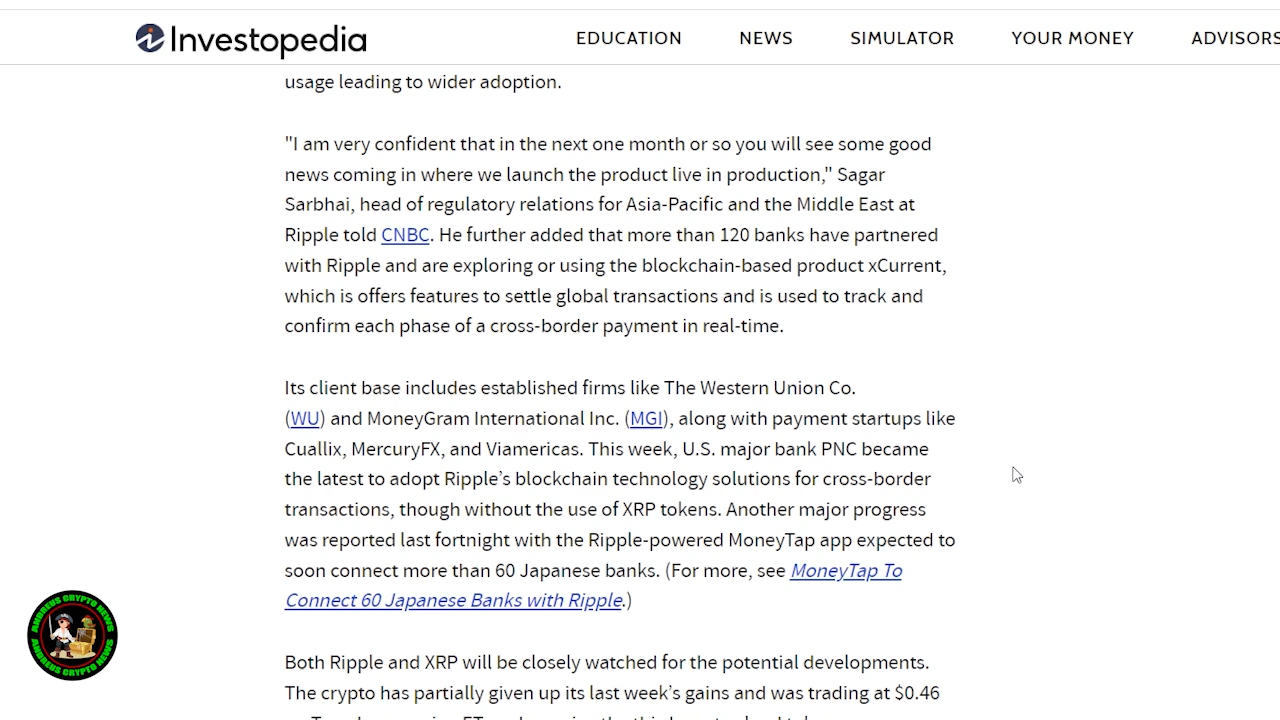 Investopedia
EDUCATION NEWS SIMULATOR YOUR MONEY ADVISORS
usage leading to wider adoption.
"I am very confident that in the next one month or so you will see some good
news coming in where we launch the product live in production," Sagar
Sarbhai, head of regulatory relations for Asia-Pacific and the Middle East at
Ripple told CNBC. He further added that more than 120 banks have partnered
with Ripple and are exploring or using the blockchain-based product xCurrent,
which is offers features to settle global transactions and is used to track and
confirm each phase of a cross-border payment in real-time.
Its client base includes established firms like The Western Union Co.
(WU) and MoneyGram International Inc. (MGI), along with payment startups like
Cuallix, MercuryFX, and Viamericas. This week, U.S. major bank PNC became
the latest to adopt Ripple’s blockchain technology solutions for cross-border
transactions, though without the use of XRP tokens. Another major progress
was reported last fortnight with the Ripple-powered MoneyTap app expected to
soon connect more than 60 Japanese banks. (For more, see MoneyTap To
Connect 60 Japanese Banks with Ripple.)
Both Ripple and XRP will be closely watched for the potential developments.
The crypto has partially given up its last week’s gains and was trading at $0.46
ANDREUS CRYPTO NEWS
ANDREUS CRYPTO NEWS